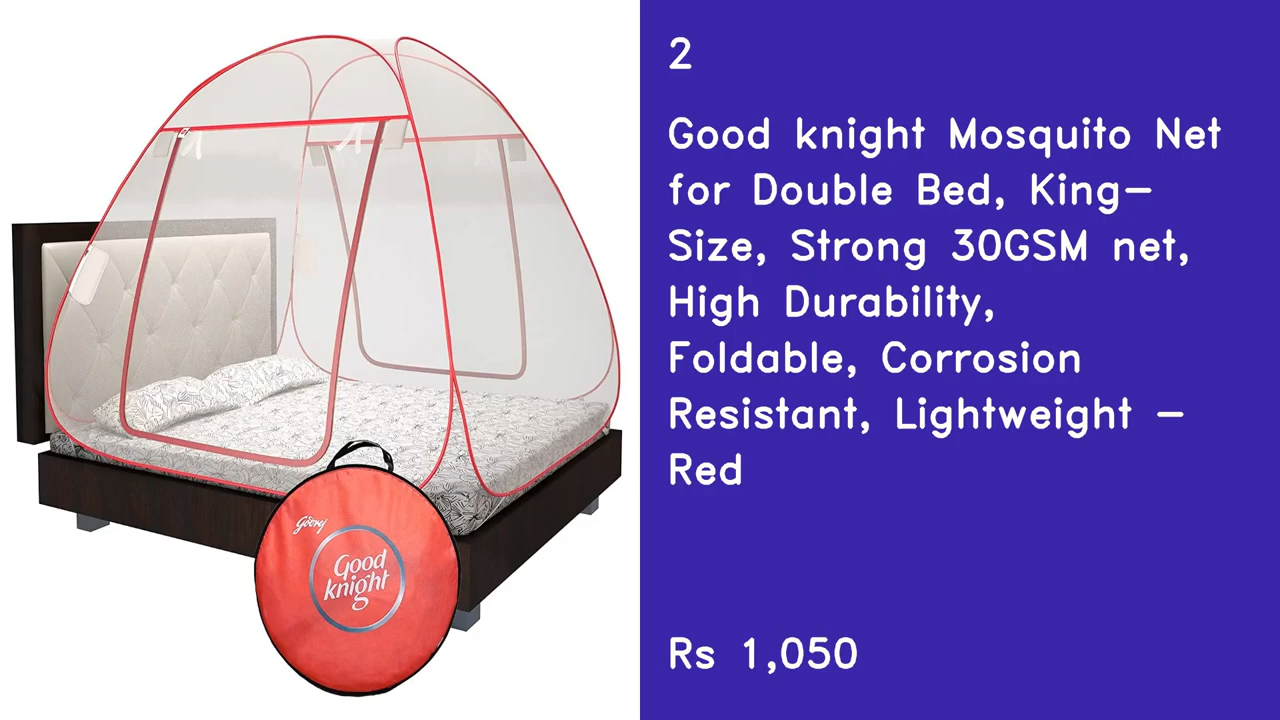 2
Good knight Mosquito Net
for Double Bed, King-
Size, Strong 30GSM net,
High Durability,
Foldable, Corrosion
Resistant, Lightweight -
Red
Rs 1,050
Godrej
Good
knight